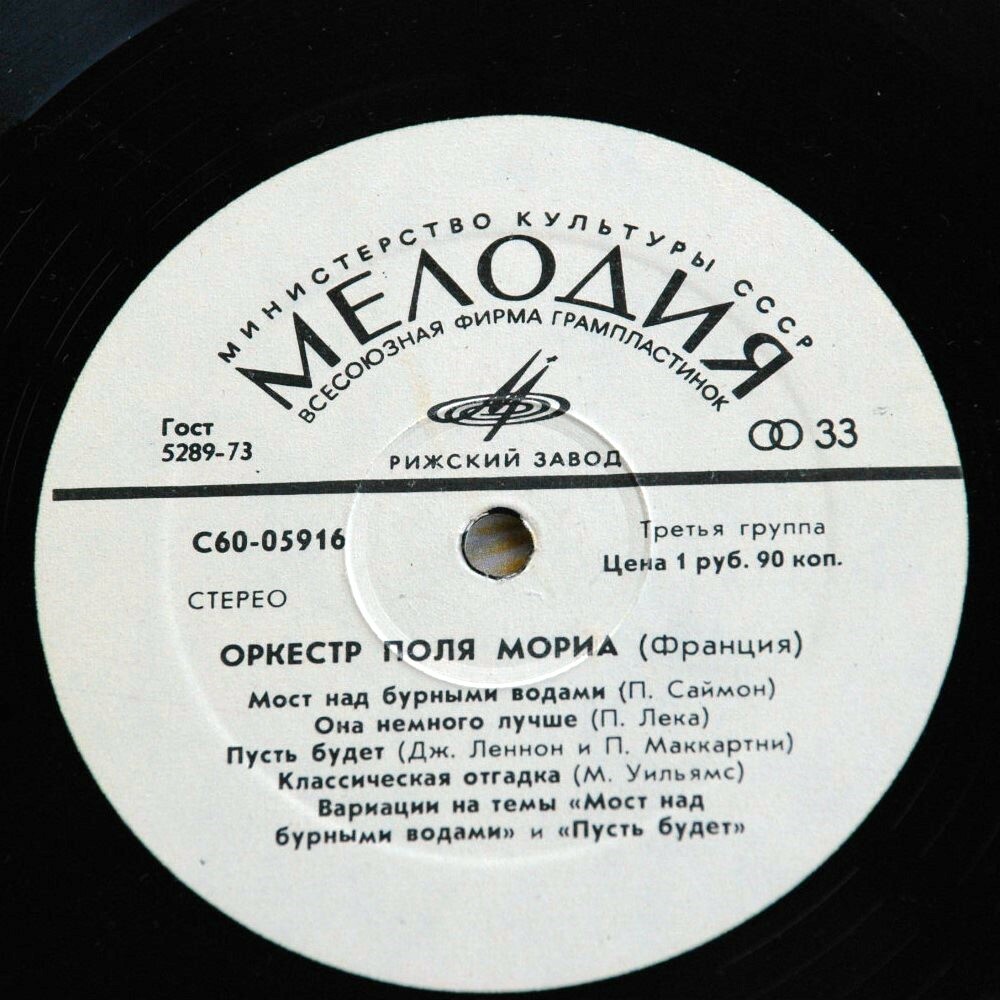 МИНИСТЕРСТВО КУЛЬТУРЫ СССР
МЕЛОДИЯ
ВСЕСОЮЗНАЯ ФИРМА ГРАМПЛАСТИНОК
Гост
5289-73
33
РИЖСКИЙ ЗАВОД
С60-05916
Третья группа
Цена 1 руб. 90 коп.
СТЕРЕО
ОРКЕСТР ПОЛЯ МОРИА (Франция)
Мост над бурными водами (П. Саймон)
Она немного лучше (П. Лека)
Пусть будет (Дж. Леннон и П. Маккартни)
Классическая отгадка (М. Уильямс)
Вариации на темы «Мост над
бурными водами» и «Пусть будет»